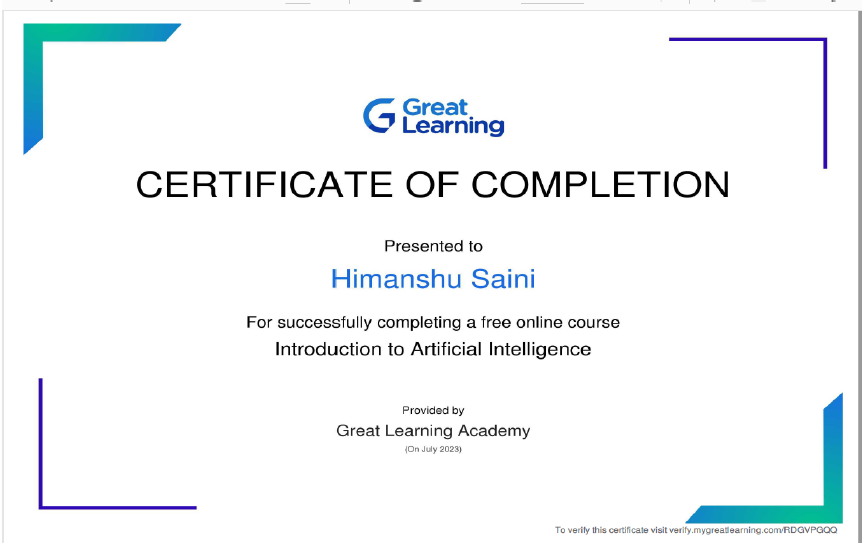 Great
Learning
CERTIFICATE OF COMPLETION
Presented to
Himanshu Saini
For successfully completing a free online course
Introduction to Artificial Intelligence
Provided by
Great Learning Academy
(On July 2023)
To verify this certificate visit verify.mygreatlearning.com/RDGVPGQQ